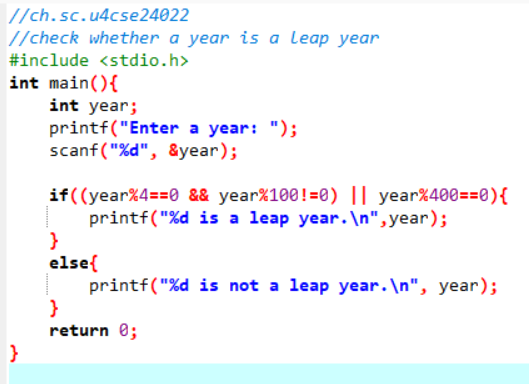 //ch.sc.u4cse24022
//check whether a year is a leap year
#include <stdio.h>
int main(){
    int year;
    printf("Enter a year: ");
    scanf("%d", &year);

    if((year%4==0 && year%100!=0) || year%400==0){
        printf("%d is a leap year.\n",year);
    }
    else{
        printf("%d is not a leap year.\n", year);
    }
    return 0;
}